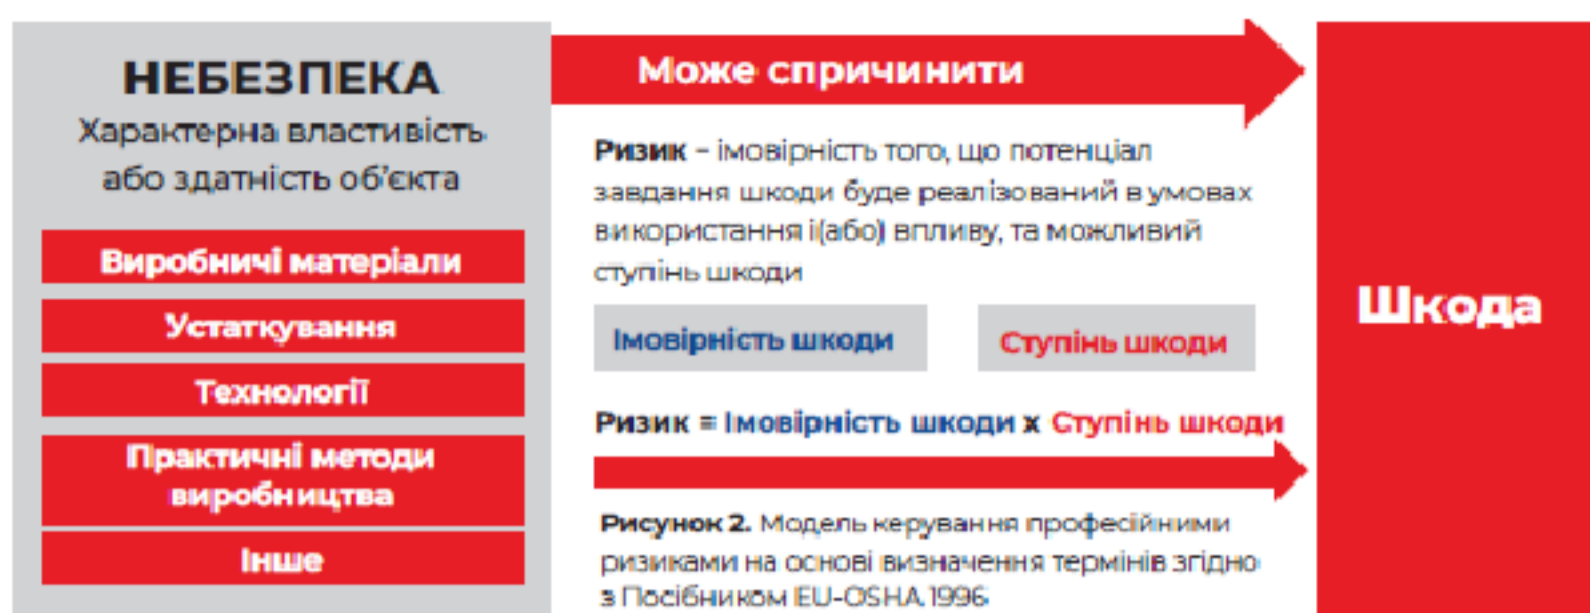 НЕБЕЗПЕКА
Характерна властивість
або здатність об’єкта
Виробничі матеріали
Устаткування
Технології
Практичні методи
виробництва
Інше
Може спричинити
Ризик – імовірність того, що потенціал
завдання шкоди буде реалізований в умовах
використання і(або) впливу, та можливий
ступінь шкоди
Імовірність шкоди
Ступінь шкоди
Ризик = Імовірність шкоди х Ступінь шкоди
Рисунок 2. Модель керування професійними
ризиками на основі визначення термінів згідно
з Посібником EU-OSHA 1996
Шкода